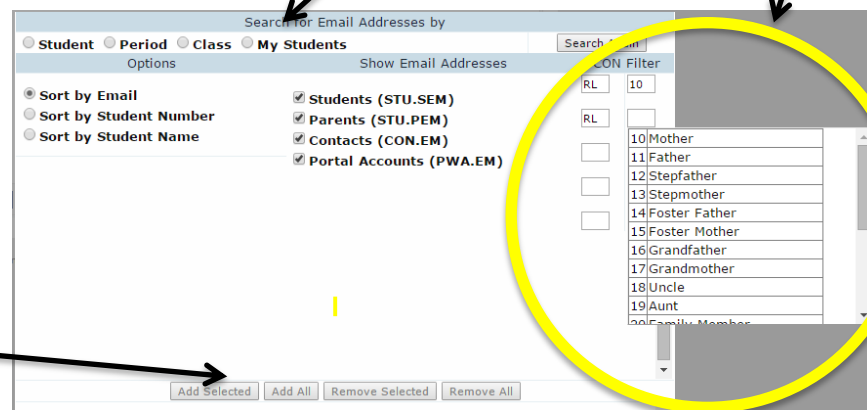 Search for Email Addresses by
Student Period Class My Students Search Again
Options Show Email Addresses CON Filter
RL 10
Sort by Email Students (STU.SEM)
Sort by Student Number Parents (STU.PEM) RL
Sort by Student Name Contacts (CON.EM)
Portal Accounts (PWA.EM)
10 Mother
11 Father
12 Stepfather
13 Stepmother
14 Foster Father
15 Foster Mother
16 Grandfather
17 Grandmother
18 Uncle
19 Aunt
20 Family Member
Add Selected Add All Remove Selected Remove All